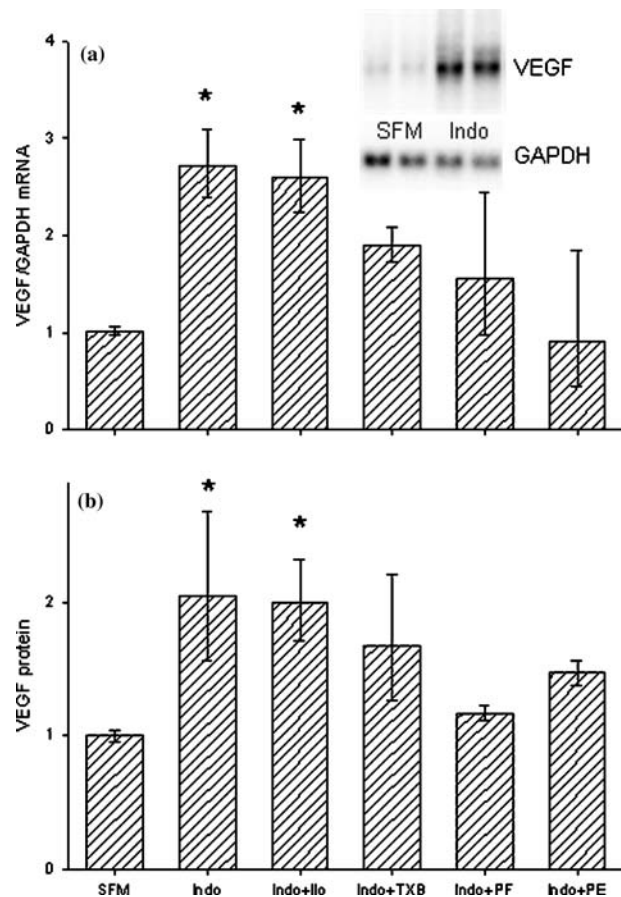 (a)
VEGF/GAPDH mRNA
4
3
2
1
0
*
*
VEGF
SFM Indo
GAPDH
(b)
VEGF protein
2
1
0
*
*
SFM Indo Indo+Ilo Indo+TXB Indo+PF Indo+PE